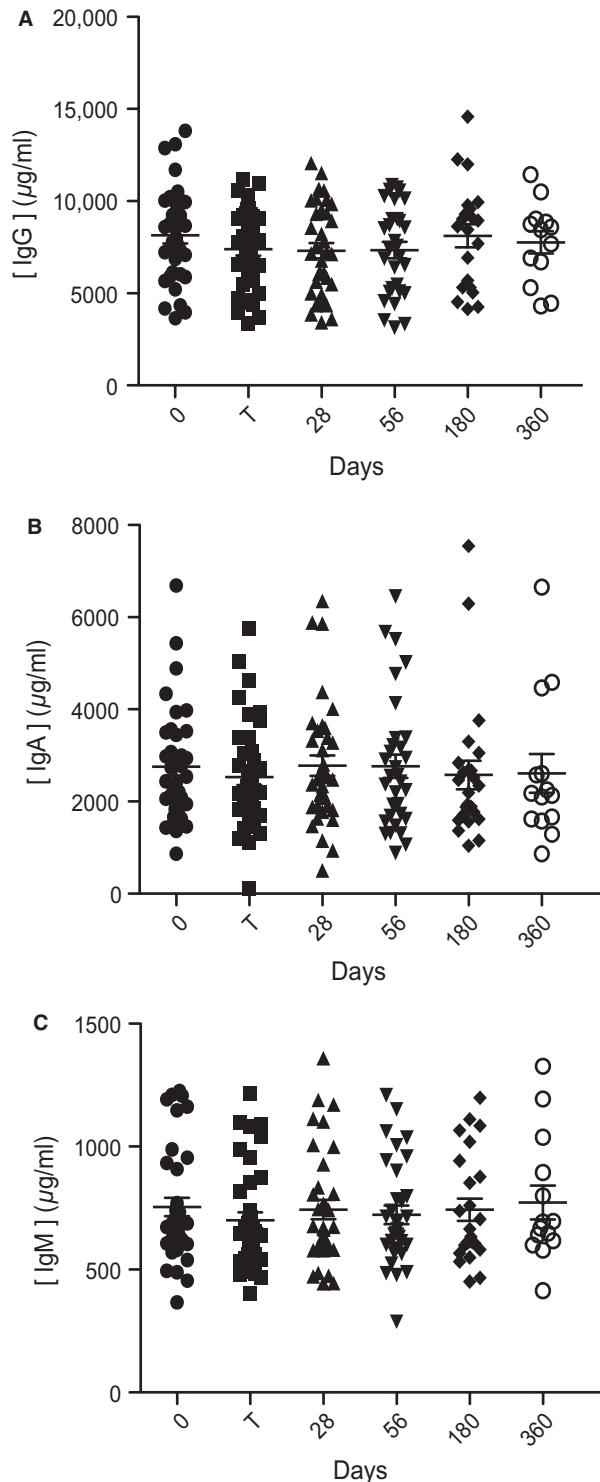 A
20,000
15,000
10,000
5000
0
[ IgG ] (µg/ml)
0 T 28 56 180 360
Days
B
8000
6000
4000
2000
0
[ IgA ] (µg/ml)
0 T 28 56 180 360
Days
C
1500
1000
500
0
[ IgM ] (µg/ml)
0 T 28 56 180 360
Days